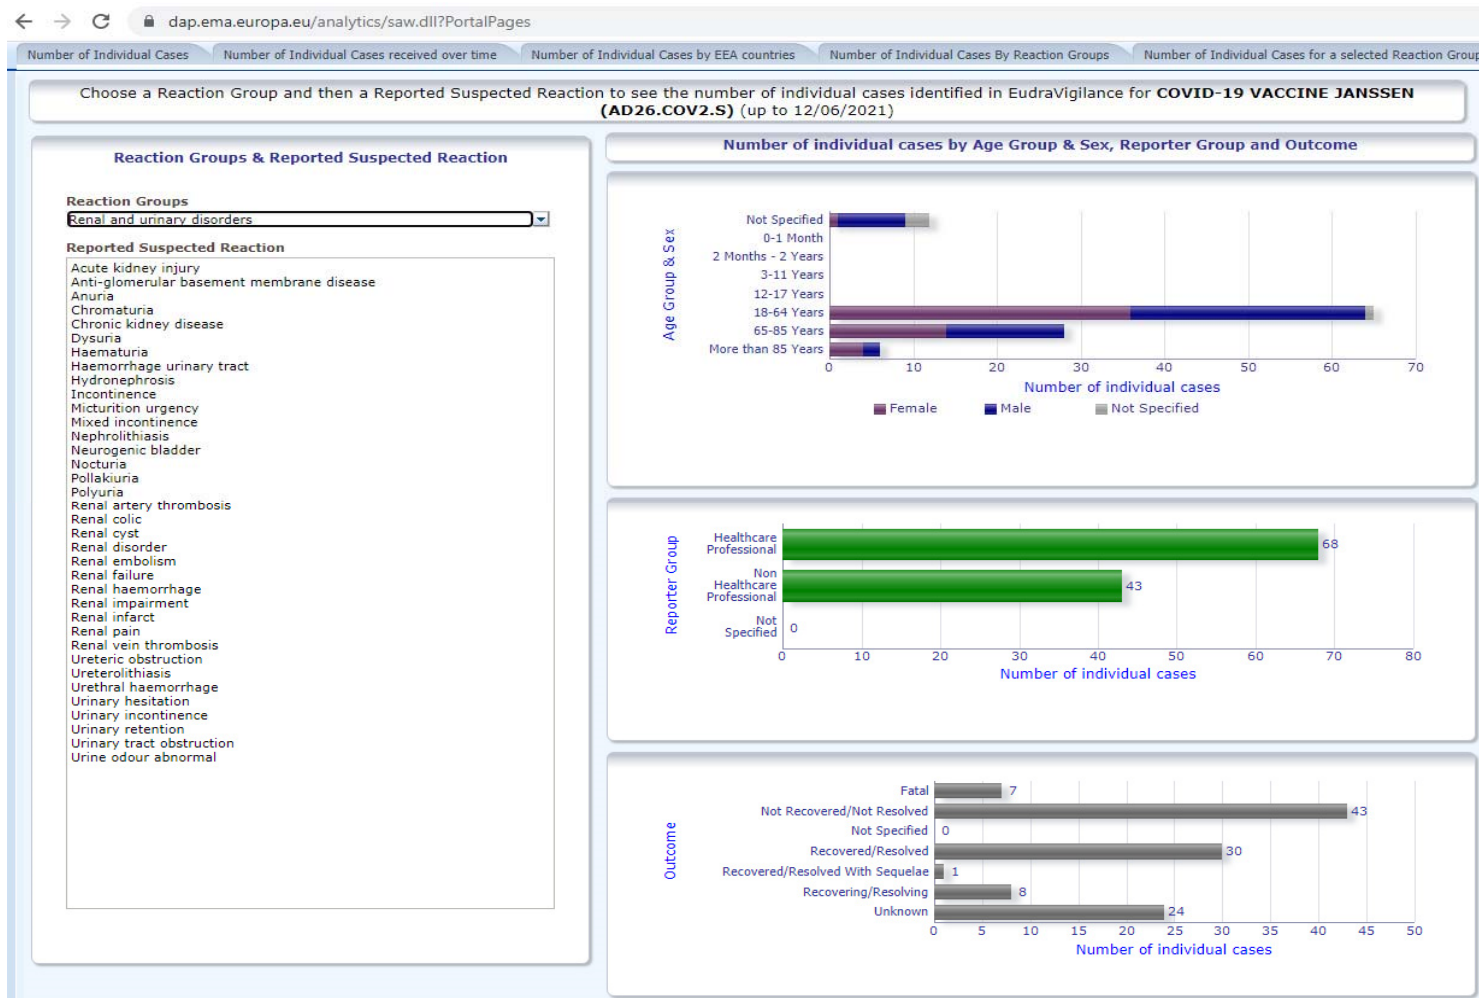 dap.ema.europa.eu/analytics/saw.dll?PortalPages
Number of Individual Cases
Number of Individual Cases received over time
Number of Individual Cases by EEA countries
Number of Individual Cases By Reaction Groups
Number of Individual Cases for a selected Reaction Group
Choose a Reaction Group and then a Reported Suspected Reaction to see the number of individual cases identified in EudraVigilance for COVID-19 VACCINE JANSSEN
(AD26.COV2.S) (up to 12/06/2021)
Reaction Groups & Reported Suspected Reaction
Reaction Groups
Renal and urinary disorders
Reported Suspected Reaction
Acute kidney injury
Anti-glomerular basement membrane disease
Anuria
Chromaturia
Chronic kidney disease
Dysuria
Haematuria
Haemorrhage urinary tract
Hydronephrosis
Incontinence
Micturition urgency
Mixed incontinence
Nephrolithiasis
Neurogenic bladder
Nocturia
Pollakiuria
Polyuria
Renal artery thrombosis
Renal colic
Renal cyst
Renal disorder
Renal embolism
Renal failure
Renal haemorrhage
Renal impairment
Renal infarct
Renal pain
Renal vein thrombosis
Ureteric obstruction
Ureterolithiasis
Urethral haemorrhage
Urinary hesitation
Urinary incontinence
Urinary retention
Urinary tract obstruction
Urine odour abnormal
Number of individual cases by Age Group & Sex, Reporter Group and Outcome
Age Group & Sex
Not Specified
0-1 Month
2 Months - 2 Years
3-11 Years
12-17 Years
18-64 Years
65-85 Years
More than 85 Years
0 10 20 30 40 50 60 70
Number of individual cases
Female Male Not Specified
Reporter Group
Healthcare
Professional 68
Non
Healthcare
Professional 43
Not
Specified 0
0 10 20 30 40 50 60 70 80
Number of individual cases
Outcome
Fatal 7
Not Recovered/Not Resolved 43
Not Specified 0
Recovered/Resolved 30
Recovered/Resolved With Sequelae 1
Recovering/Resolving 8
Unknown 24
0 5 10 15 20 25 30 35 40 45 50
Number of individual cases